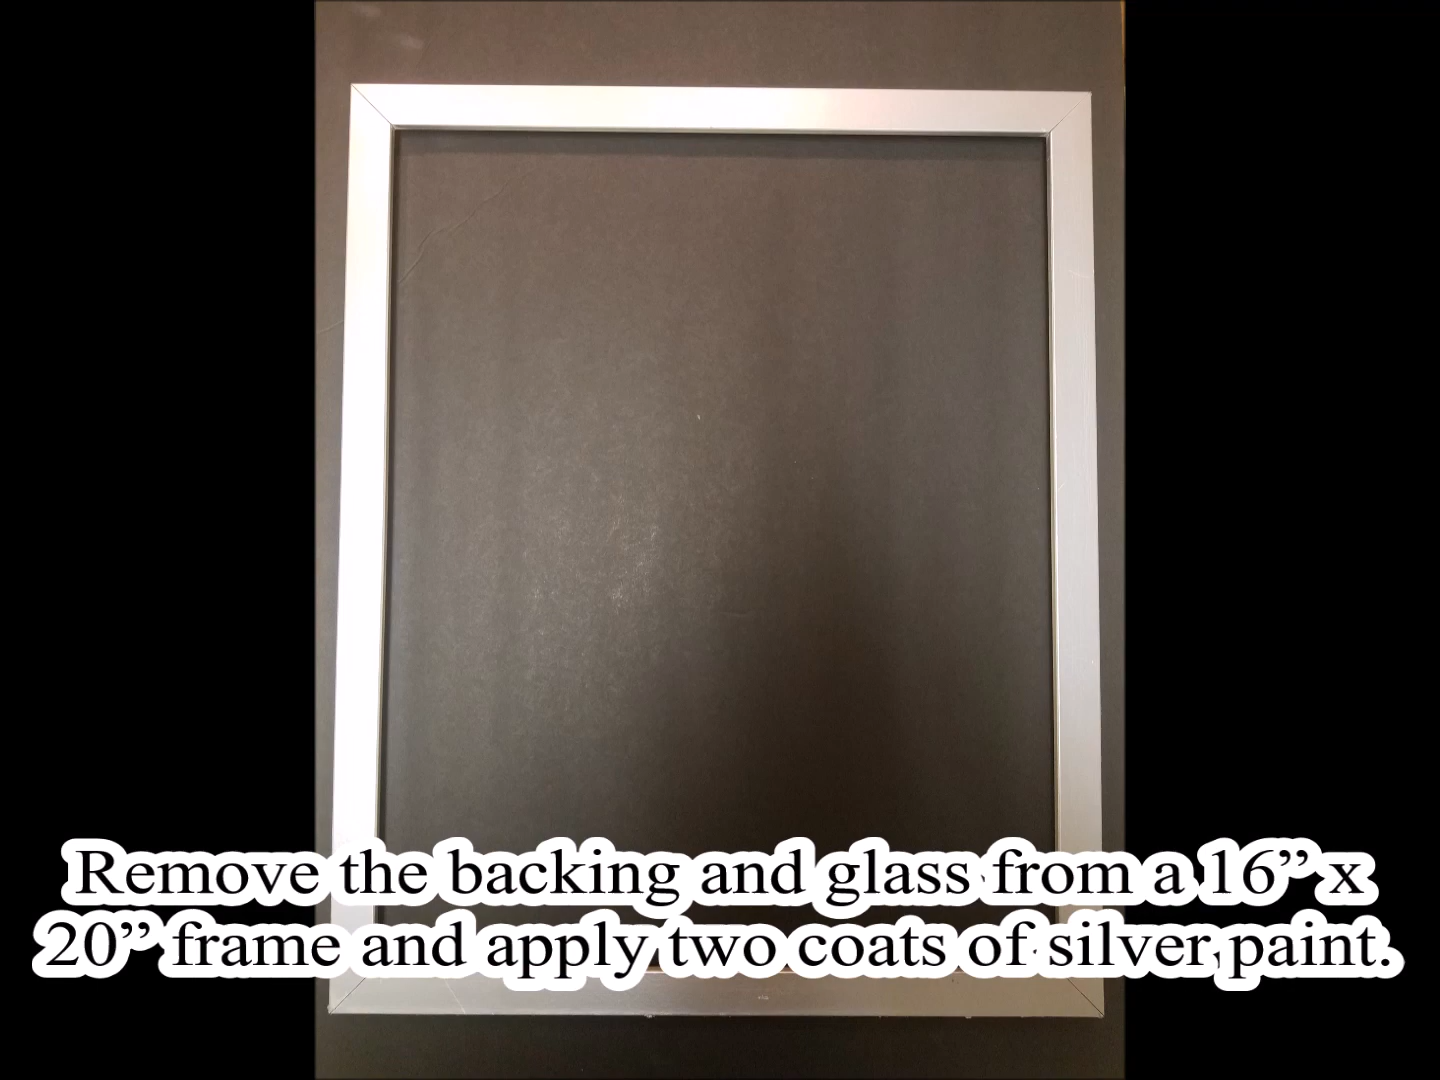 Remove the backing and glass from a 16” x
20” frame and apply two coats of silver paint.